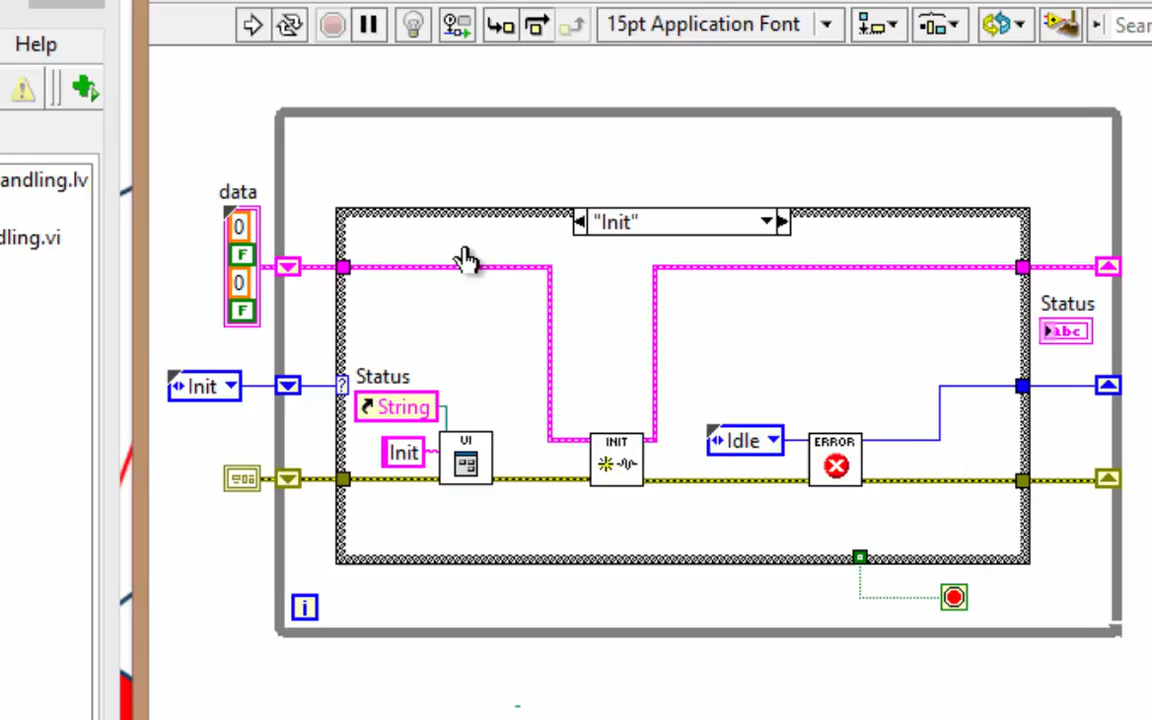 Help
15pt Application Font
Sear
andling.lv
dling.vi
data
0
F
0
F
"Init"
Status
abc
Init
?
Status
String
Init
UI
INIT
Idle
ERROR
i